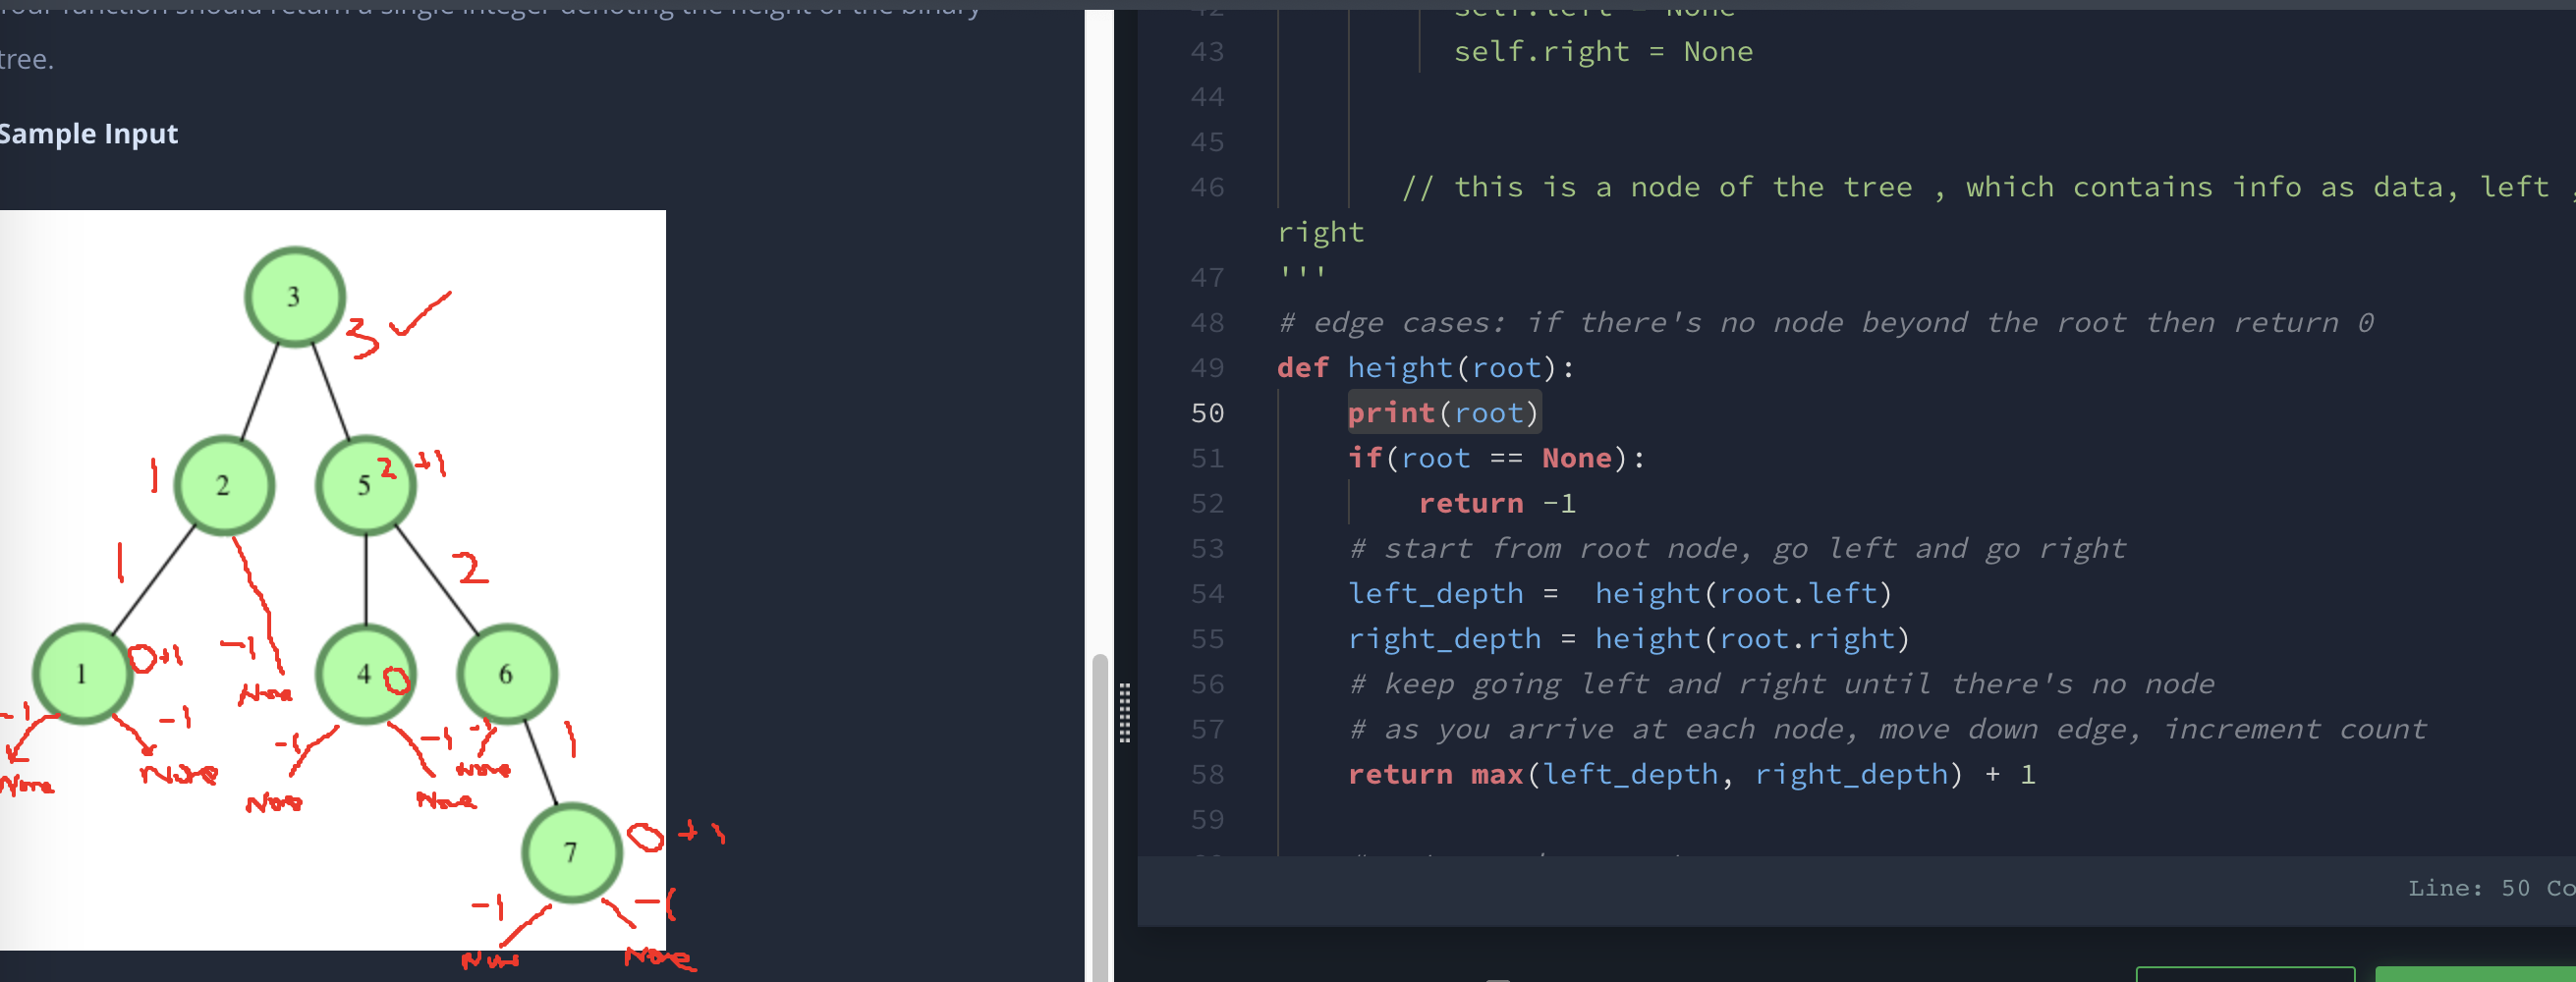 Your function should return a single integer denoting the height of the binary
tree.
Sample Input
3
3
1
2
5
2
+1
1
2
1
0+1
-1
None
4
0
6
-1
-1
None
None
-1
None
-1
None
-1
None
1
7
0+1
-1
None
None
42 self.left = None
43 self.right = None
44
45
46 // this is a node of the tree , which contains info as data, left ,
right
47 '''
48 # edge cases: if there's no node beyond the root then return 0
49 def height(root):
50 print(root)
51 if(root == None):
52 return -1
53 # start from root node, go left and go right
54 left_depth =  height(root.left)
55 right_depth = height(root.right)
56 # keep going left and right until there's no node
57 # as you arrive at each node, move down edge, increment count
58 return max(left_depth, right_depth) + 1
59
Line: 50 Co